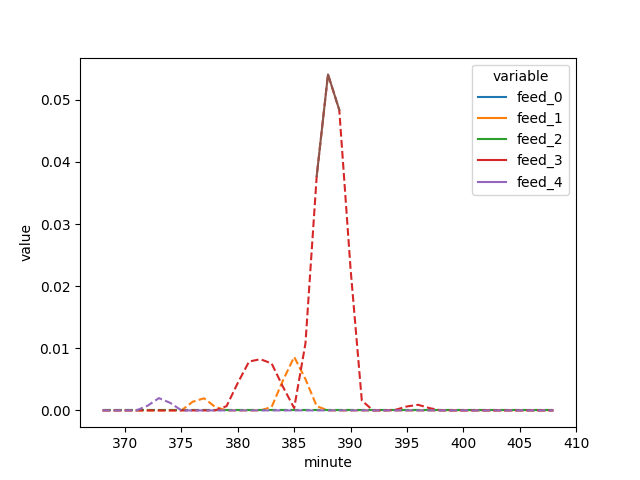 variable
feed_0
feed_1
feed_2
feed_3
feed_4
value
0.05
0.04
0.03
0.02
0.01
0.00
370 375 380 385 390 395 400 405 410
minute